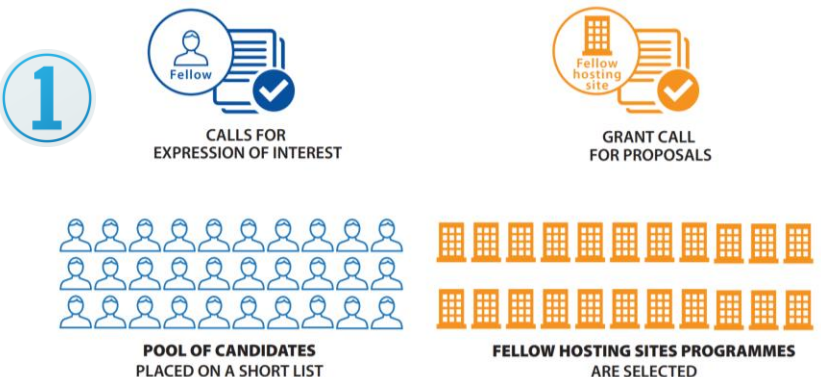 1
Fellow
CALLS FOR
EXPRESSION OF INTEREST
Fellow
hosting
site
GRANT CALL
FOR PROPOSALS
POOL OF CANDIDATES
PLACED ON A SHORT LIST
FELLOW HOSTING SITES PROGRAMMES
ARE SELECTED